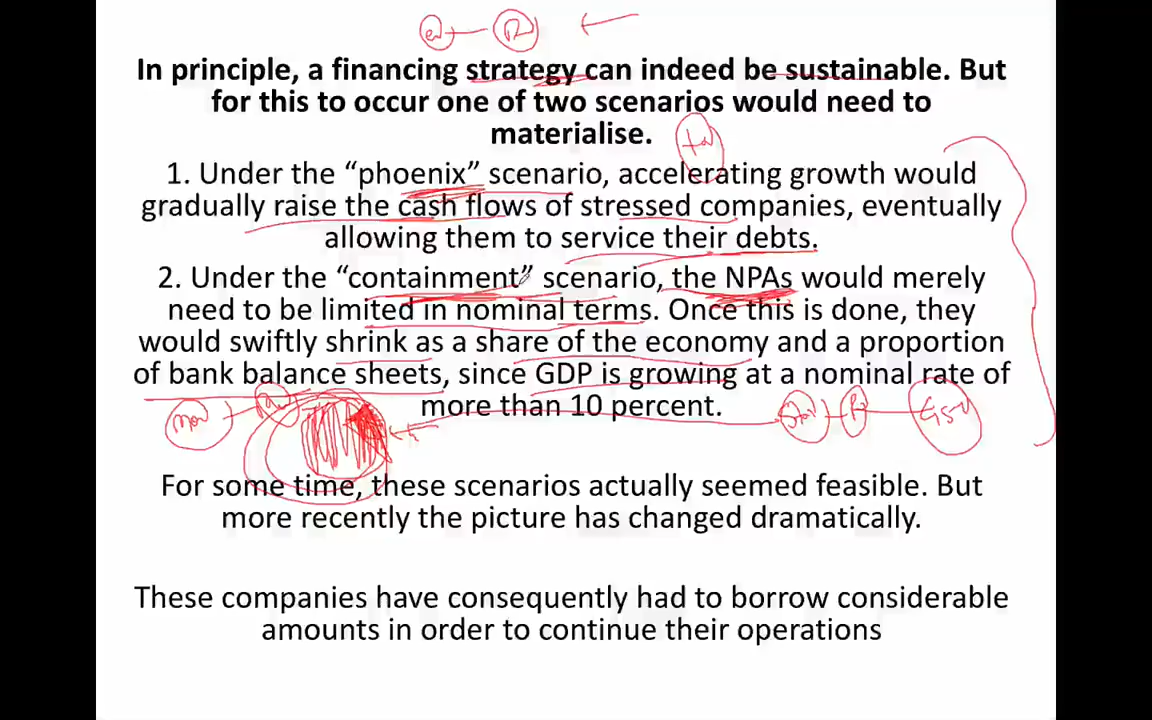 In principle, a financing strategy can indeed be sustainable. But
for this to occur one of two scenarios would need to
materialise.
1. Under the “phoenix” scenario, accelerating growth would
gradually raise the cash flows of stressed companies, eventually
allowing them to service their debts.
2. Under the “containment” scenario, the NPAs would merely
need to be limited in nominal terms. Once this is done, they
would swiftly shrink as a share of the economy and a proportion
of bank balance sheets, since GDP is growing at a nominal rate of
more than 10 percent.
For some time, these scenarios actually seemed feasible. But
more recently the picture has changed dramatically.
These companies have consequently had to borrow considerable
amounts in order to continue their operations